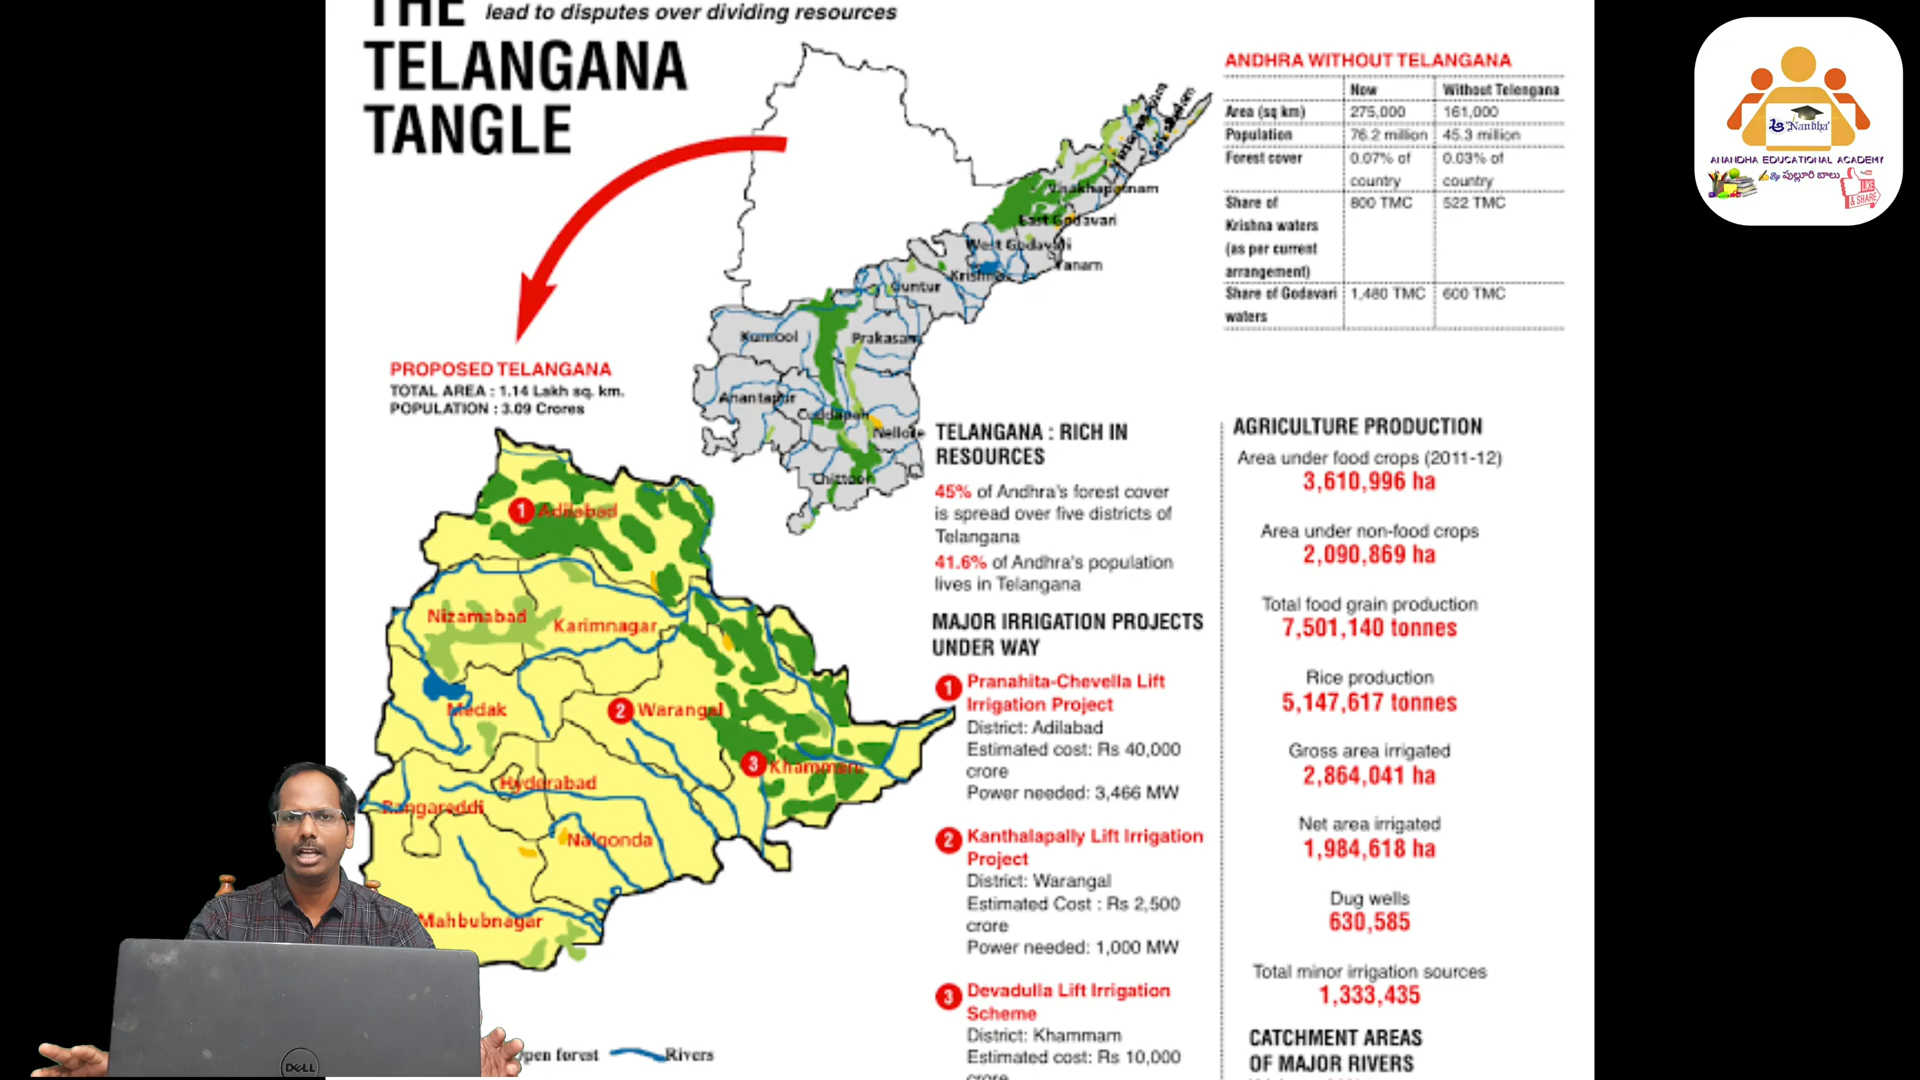 THE
lead to disputes over dividing resources
TELANGANA
TANGLE
ANDHRA WITHOUT TELANGANA
Now Without Telengana
Area (sq km) 275,000 161,000
Population 76.2 million 45.3 million
Forest cover 0.07% of 0.03% of
country country
Share of 800 TMC 522 TMC
Krishna waters
(as per current
arrangement)
Share of Godavari 1,480 TMC 600 TMC
waters
Nandha'
ANANDHA EDUCATIONAL ACADEMY
By పుల్లూరి బాలు
LIKE
& SHARE
Visakhapatnam
East Godavari
West Godavari
Yanam
Krishna
Guntur
Kurnool
Prakasam
Anantapur
Cuddapah
Nellore
Chittoor
PROPOSED TELANGANA
TOTAL AREA : 1.14 Lakh sq. km.
POPULATION : 3.09 Crores
1 Adilabad
Nizamabad
Karimnagar
Medak
2 Warangal
3 Khammam
Hyderabad
Rangareddi
Nalgonda
Mahbubnagar
pen forest
Rivers
TELANGANA : RICH IN
RESOURCES
45% of Andhra's forest cover
is spread over five districts of
Telangana
41.6% of Andhra's population
lives in Telangana
MAJOR IRRIGATION PROJECTS
UNDER WAY
1 Pranahita-Chevella Lift
Irrigation Project
District: Adilabad
Estimated cost: Rs 40,000
crore
Power needed: 3,466 MW
2 Kanthalapally Lift Irrigation
Project
District: Warangal
Estimated Cost : Rs 2,500
crore
Power needed: 1,000 MW
3 Devadulla Lift Irrigation
Scheme
District: Khammam
Estimated cost: Rs 10,000
crore
AGRICULTURE PRODUCTION
Area under food crops (2011-12)
3,610,996 ha
Area under non-food crops
2,090,869 ha
Total food grain production
7,501,140 tonnes
Rice production
5,147,617 tonnes
Gross area irrigated
2,864,041 ha
Net area irrigated
1,984,618 ha
Dug wells
630,585
Total minor irrigation sources
1,333,435
CATCHMENT AREAS
OF MAJOR RIVERS
DELL